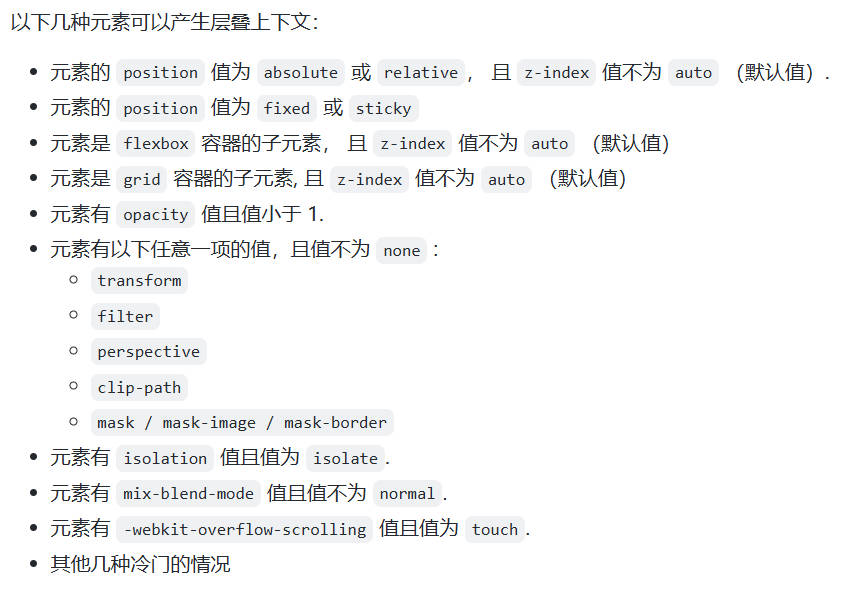 以下几种元素可以产生层叠上下文：
元素的 position 值为 absolute 或 relative， 且 z-index 值不为 auto （默认值）.
元素的 position 值为 fixed 或 sticky
元素是 flexbox 容器的子元素， 且 z-index 值不为 auto （默认值）
元素是 grid 容器的子元素, 且 z-index 值不为 auto （默认值）
元素有 opacity 值且值小于 1.
元素有以下任意一项的值，且值不为 none：
transform
filter
perspective
clip-path
mask / mask-image / mask-border
元素有 isolation 值且值为 isolate.
元素有 mix-blend-mode 值且值不为 normal.
元素有 -webkit-overflow-scrolling 值且值为 touch.
其他几种冷门的情况